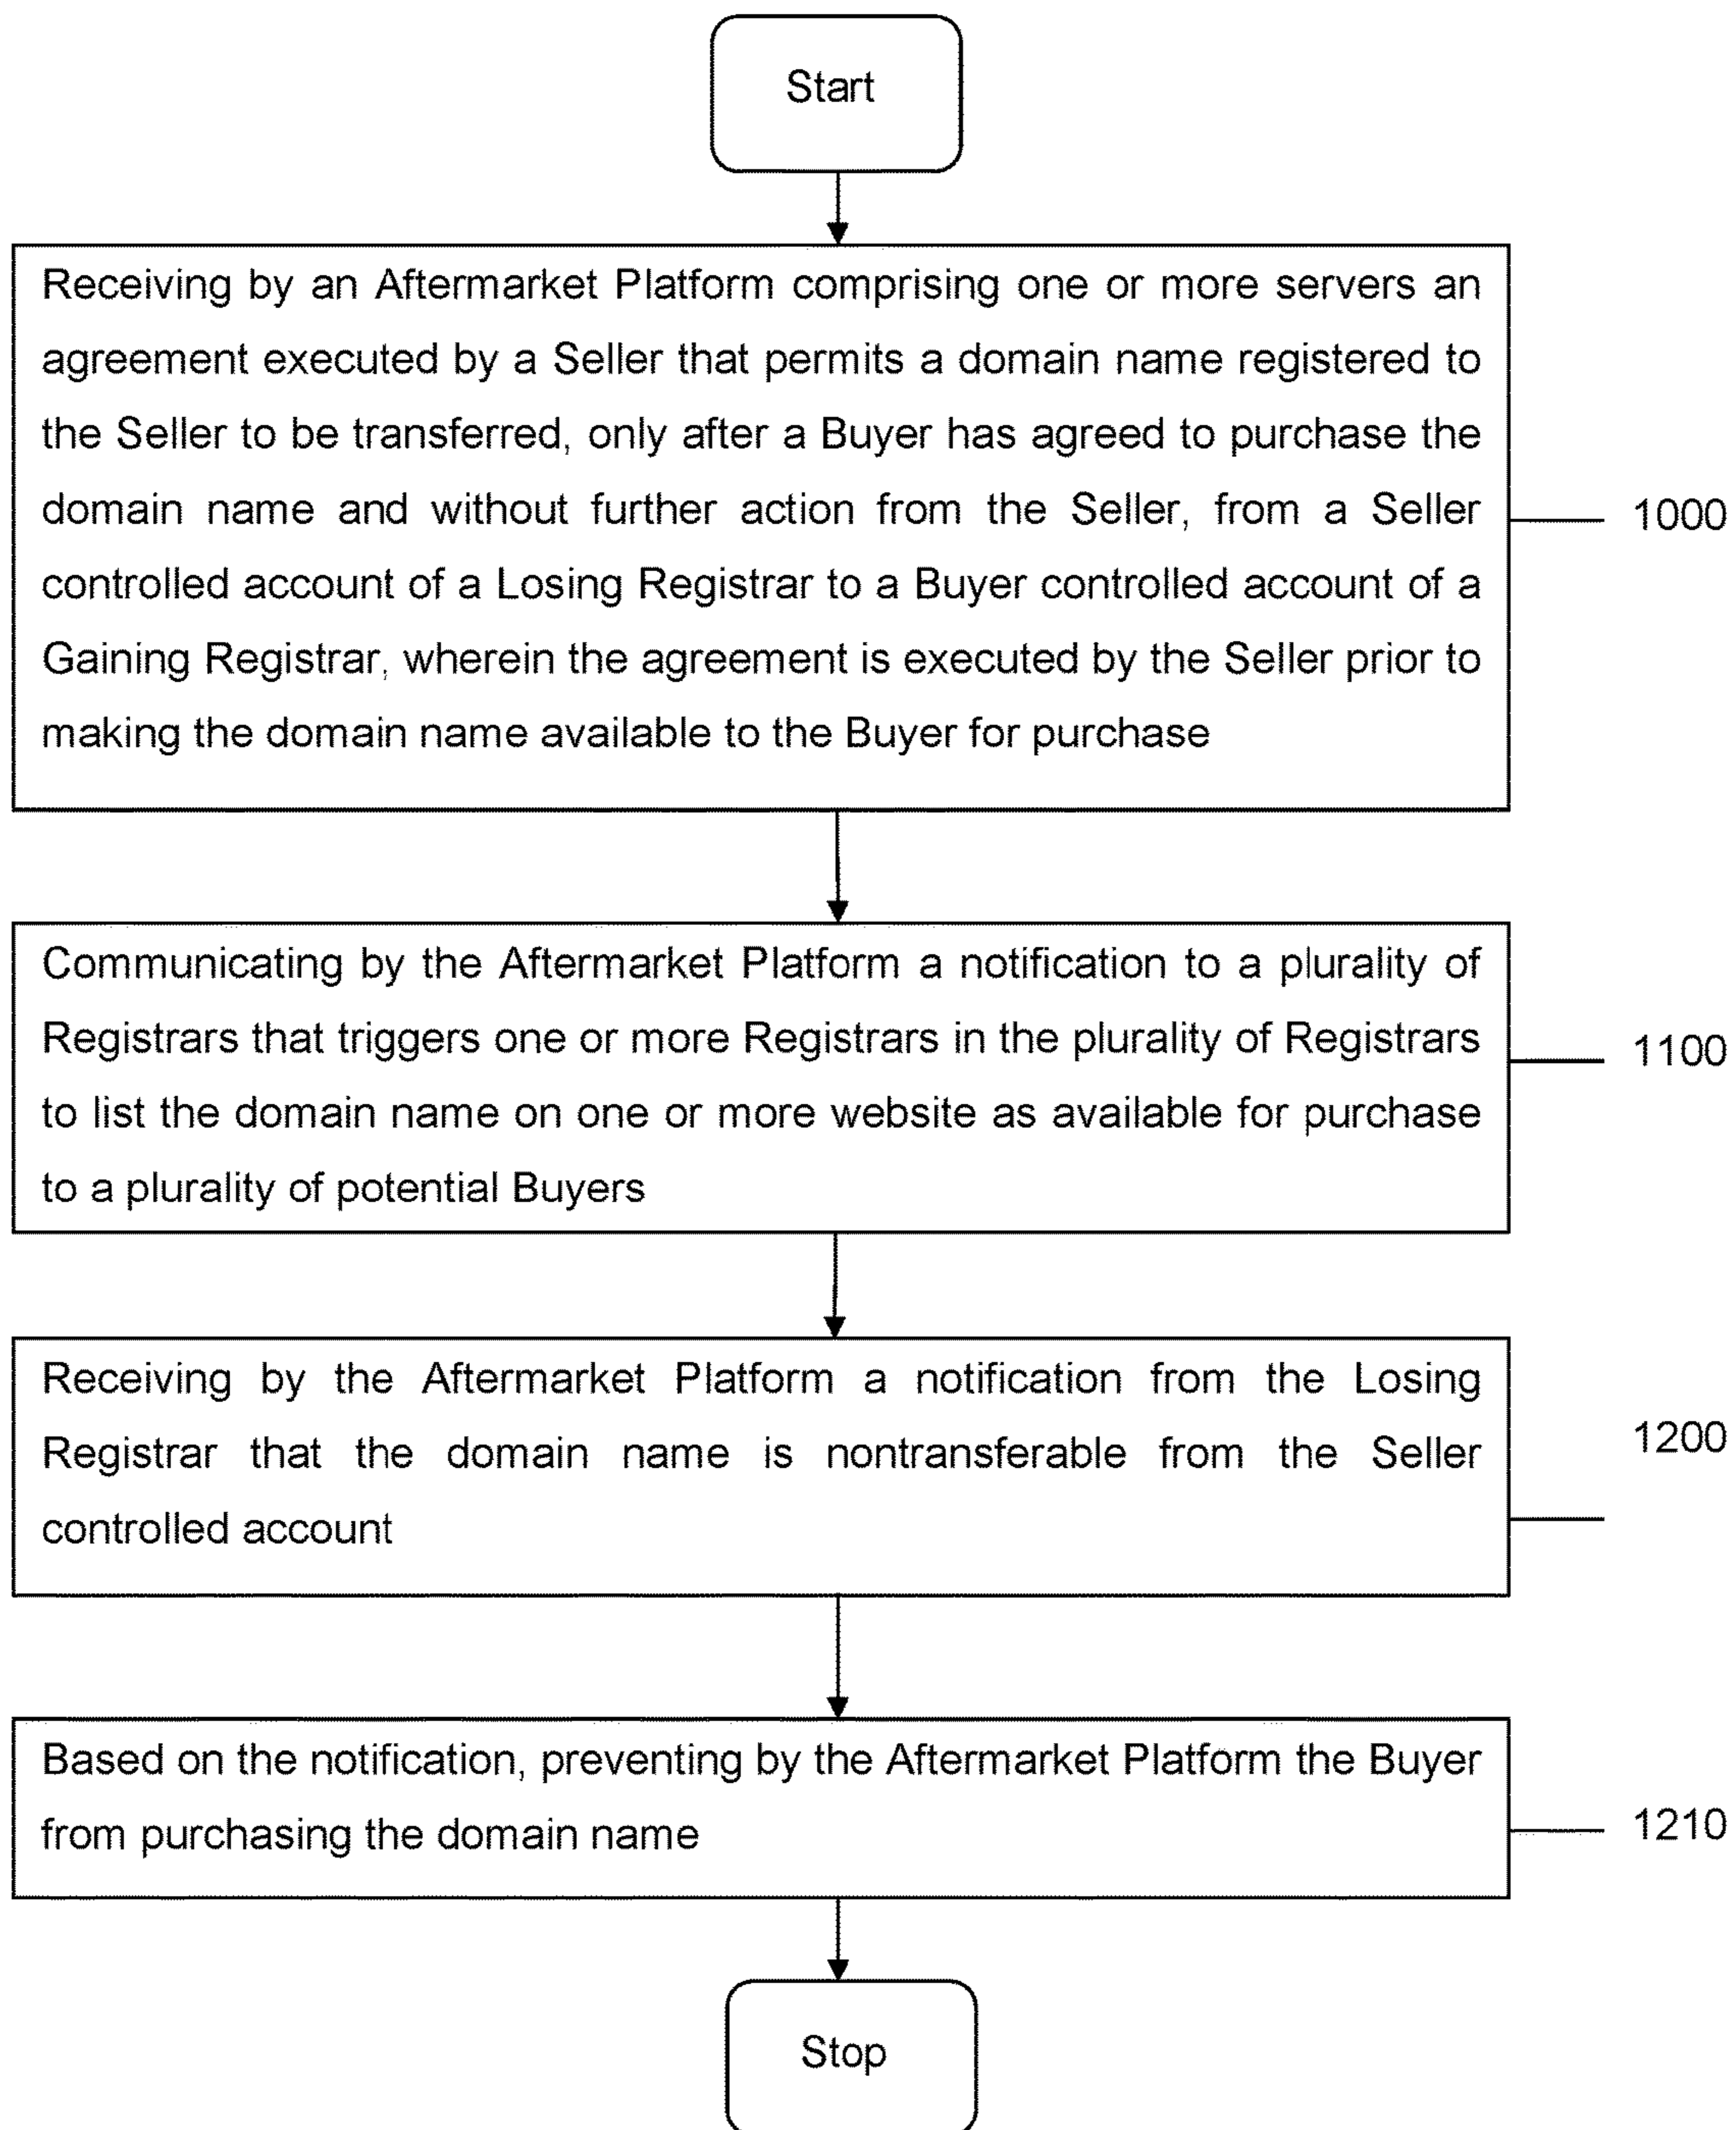 Start
Receiving by an Aftermarket Platform comprising one or more servers an
agreement executed by a Seller that permits a domain name registered to
the Seller to be transferred, only after a Buyer has agreed to purchase the
domain name and without further action from the Seller, from a Seller
controlled account of a Losing Registrar to a Buyer controlled account of a
Gaining Registrar, wherein the agreement is executed by the Seller prior to
making the domain name available to the Buyer for purchase
1000
Communicating by the Aftermarket Platform a notification to a plurality of
Registrars that triggers one or more Registrars in the plurality of Registrars
to list the domain name on one or more website as available for purchase
to a plurality of potential Buyers
1100
Receiving by the Aftermarket Platform a notification from the Losing
Registrar that the domain name is nontransferable from the Seller
controlled account
1200
Based on the notification, preventing by the Aftermarket Platform the Buyer
from purchasing the domain name
1210
Stop